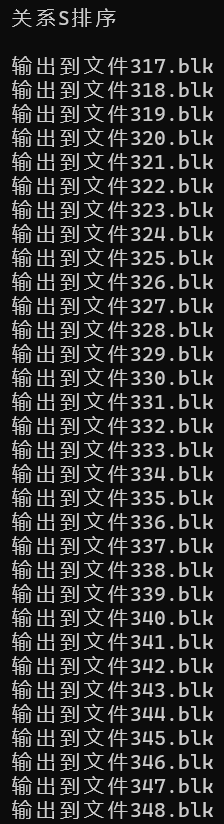 关系S排序
输出到文件317.blk
输出到文件318.blk
输出到文件319.blk
输出到文件320.blk
输出到文件321.blk
输出到文件322.blk
输出到文件323.blk
输出到文件324.blk
输出到文件325.blk
输出到文件326.blk
输出到文件327.blk
输出到文件328.blk
输出到文件329.blk
输出到文件330.blk
输出到文件331.blk
输出到文件332.blk
输出到文件333.blk
输出到文件334.blk
输出到文件335.blk
输出到文件336.blk
输出到文件337.blk
输出到文件338.blk
输出到文件339.blk
输出到文件340.blk
输出到文件341.blk
输出到文件342.blk
输出到文件343.blk
输出到文件344.blk
输出到文件345.blk
输出到文件346.blk
输出到文件347.blk
输出到文件348.blk